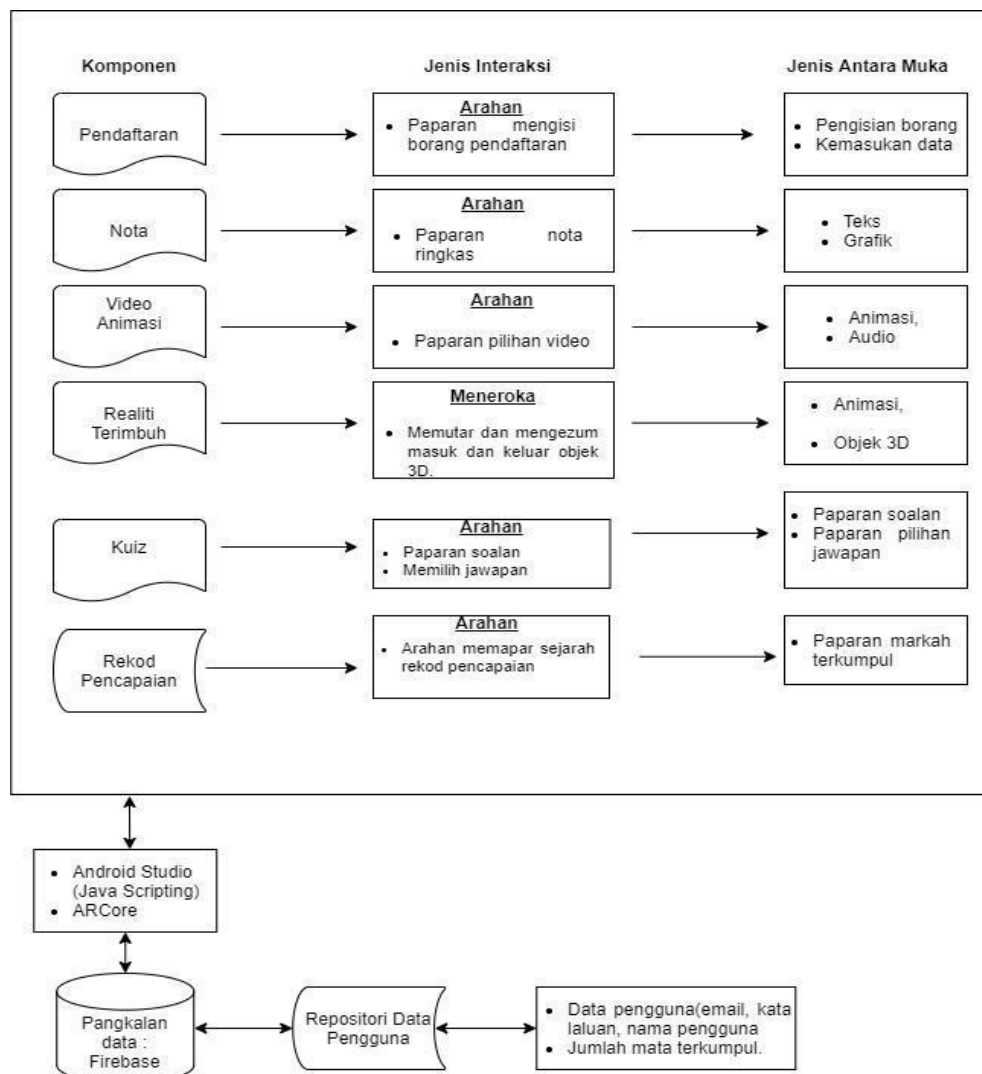 Komponen
Jenis Interaksi
Jenis Antara Muka
Pendaftaran
Arahan
• Paparan mengisi
borang pendaftaran
• Pengisian borang
• Kemasukan data
Nota
Arahan
• Paparan nota
ringkas
• Teks
• Grafik
Video
Animasi
Arahan
• Paparan pilihan video
• Animasi,
• Audio
Realiti
Terimbuh
Meneroka
• Memutar dan mengezum
masuk dan keluar objek
3D.
• Animasi,
• Objek 3D
Kuiz
Arahan
• Paparan soalan
• Memilih jawapan
• Paparan soalan
• Paparan pilihan
jawapan
Rekod
Pencapaian
Arahan
• Arahan memapar sejarah
rekod pencapaian
• Paparan markah
terkumpul
• Android Studio
(Java Scripting)
• ARCore
Pangkalan
data :
Firebase
Repositori Data
Pengguna
• Data pengguna(email, kata
laluan, nama pengguna
• Jumlah mata terkumpul.